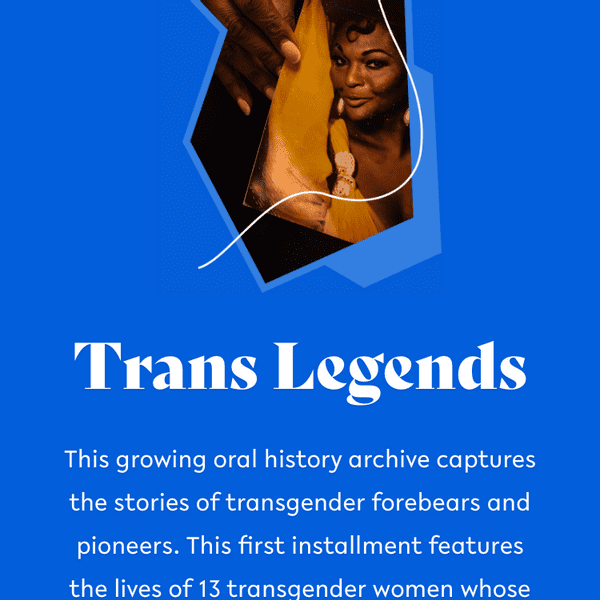 Trans Legends
This growing oral history archive captures
the stories of transgender forebears and
pioneers. This first installment features
the lives of 13 transgender women whose